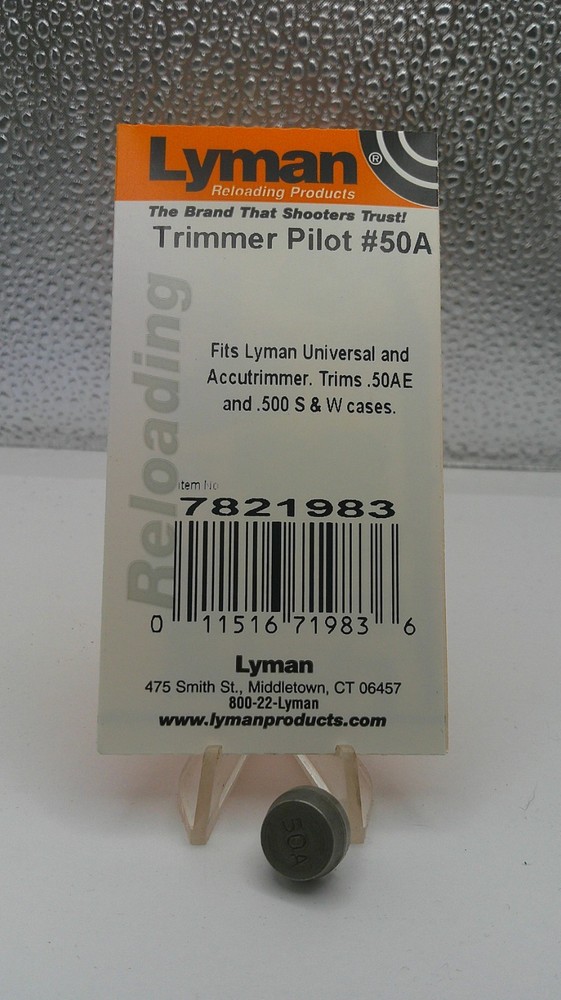 Lyman®
Reloading Products
The Brand That Shooters Trust!
Trimmer Pilot #50A
Reloading
Fits Lyman Universal and
Accutrimmer. Trims .50AE
and .500 S & W cases.
Item No
7821983
0 11516 71983 6
Lyman
475 Smith St., Middletown, CT 06457
800-22-Lyman
www.lymanproducts.com
50A